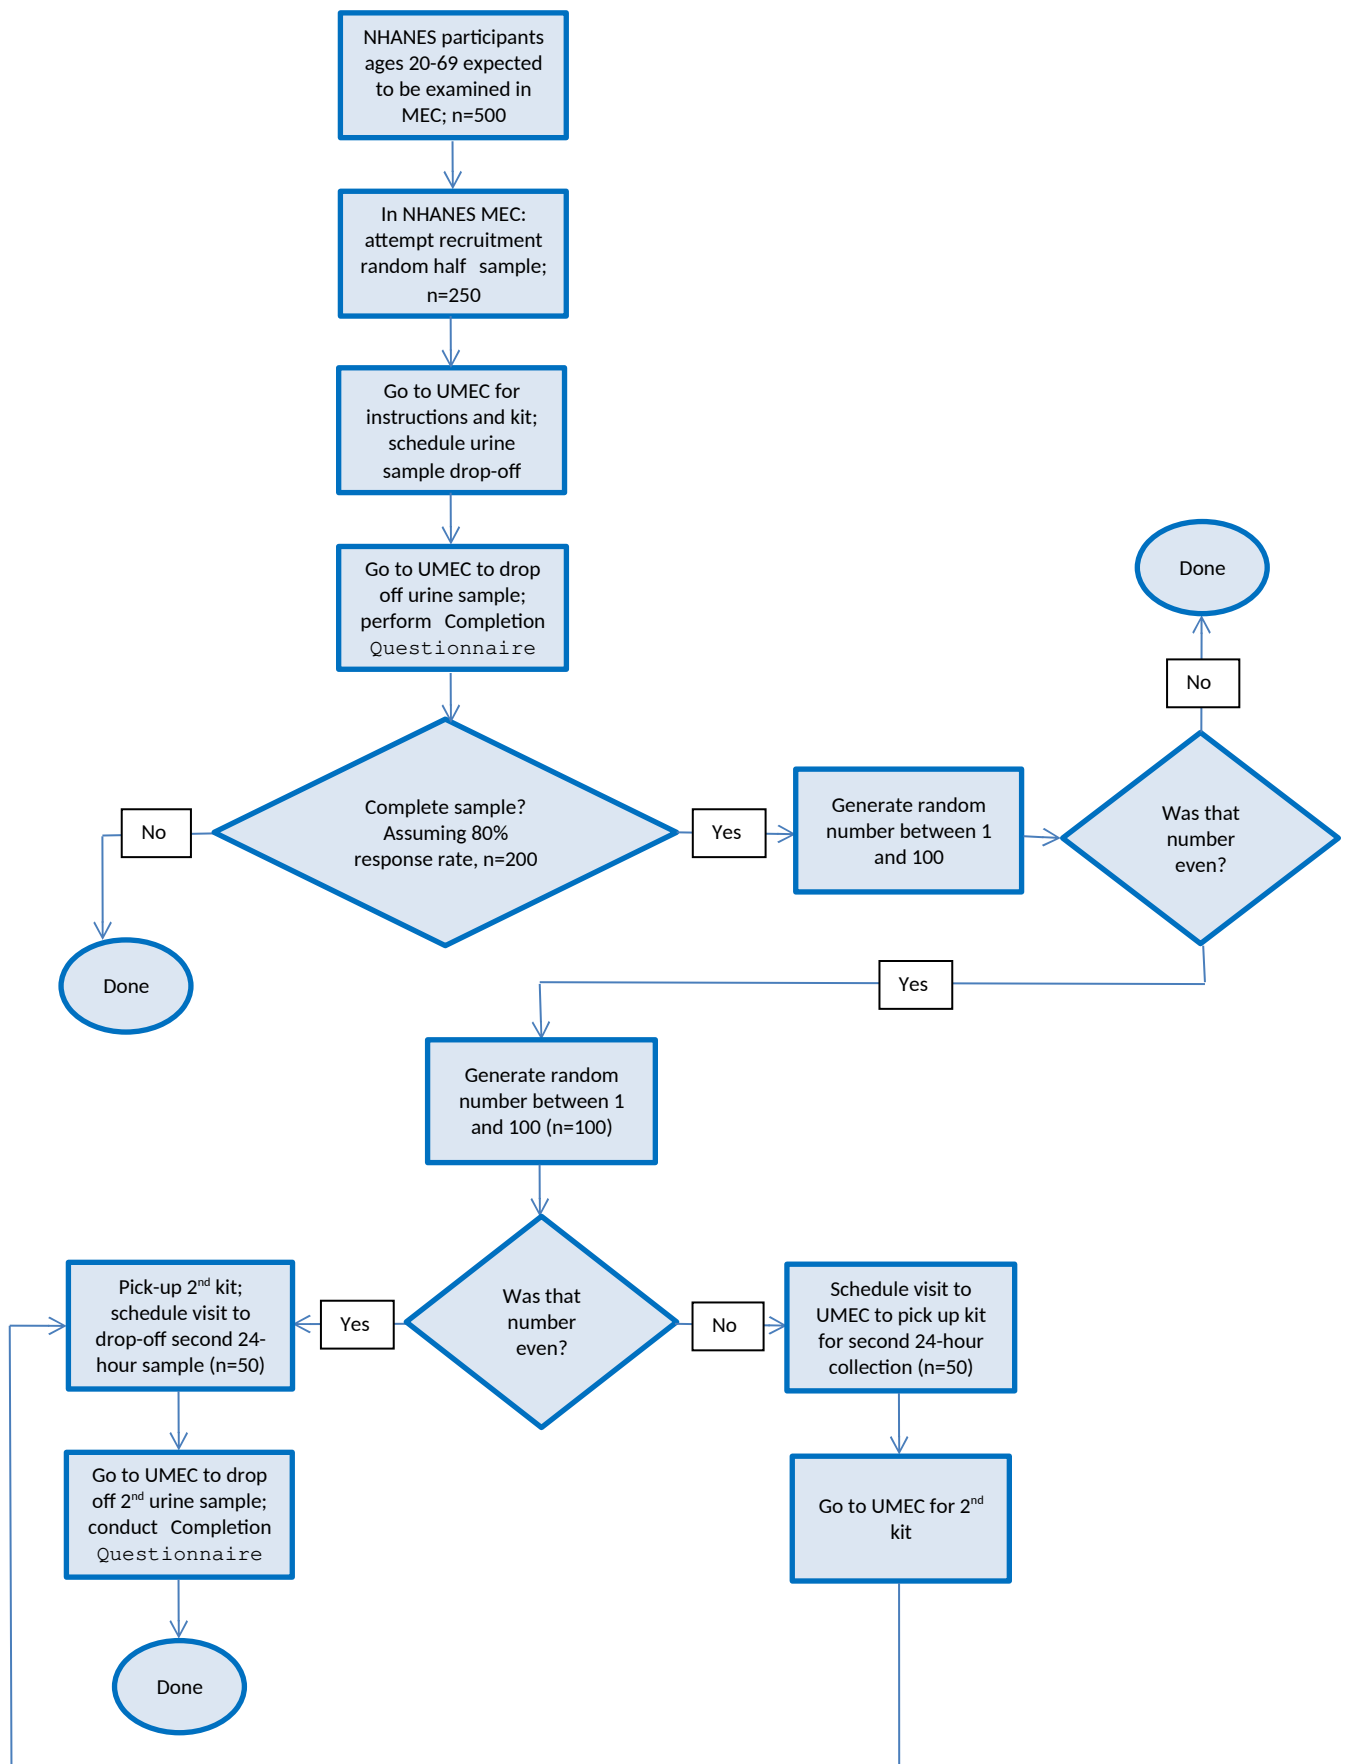 NHANES participants
ages 20-69 expected
to be examined in
MEC; n=500
In NHANES MEC:
attempt recruitment
random half sample;
n=250
Go to UMEC for
instructions and kit;
schedule urine
sample drop-off
Go to UMEC to drop
off urine sample;
perform Completion
Questionnaire
Done
No
Complete sample?
Assuming 80%
response rate, n=200
No
Yes
Generate random
number between 1
and 100
Was that
number
even?
Done
Yes
Generate random
number between 1
and 100 (n=100)
Pick-up 2nd kit;
schedule visit to
drop-off second 24-
hour sample (n=50)
Yes
Was that
number
even?
No
Schedule visit to
UMEC to pick up kit
for second 24-hour
collection (n=50)
Go to UMEC to drop
off 2nd urine sample;
conduct Completion
Questionnaire
Go to UMEC for 2nd
kit
Done